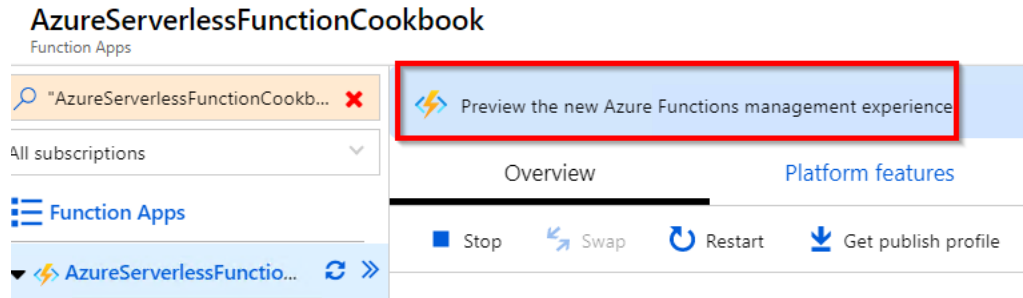 AzureServerlessFunctionCookbook
Function Apps
"AzureServerlessFunctionCookb...
Preview the new Azure Functions management experience
All subscriptions
Overview
Platform features
Function Apps
Stop
Swap
Restart
Get publish profile
AzureServerlessFunctio...